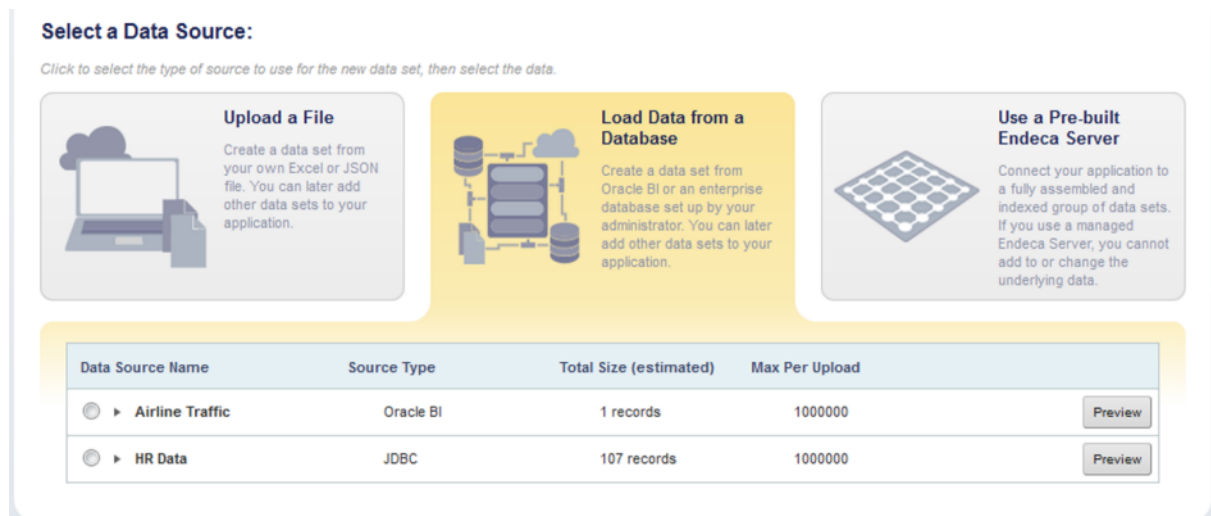 Select a Data Source:
Click to select the type of source to use for the new data set, then select the data.
Upload a File
Create a data set from
your own Excel or JSON
file. You can later add
other data sets to your
application.
Load Data from a
Database
Create a data set from
Oracle BI or an enterprise
database set up by your
administrator. You can later
add other data sets to your
application.
Use a Pre-built
Endeca Server
Connect your application to
a fully assembled and
indexed group of data sets.
If you use a managed
Endeca Server, you cannot
add to or change the
underlying data.
Data Source Name Source Type Total Size (estimated) Max Per Upload
Airline Traffic Oracle BI 1 records 1000000 Preview
HR Data JDBC 107 records 1000000 Preview